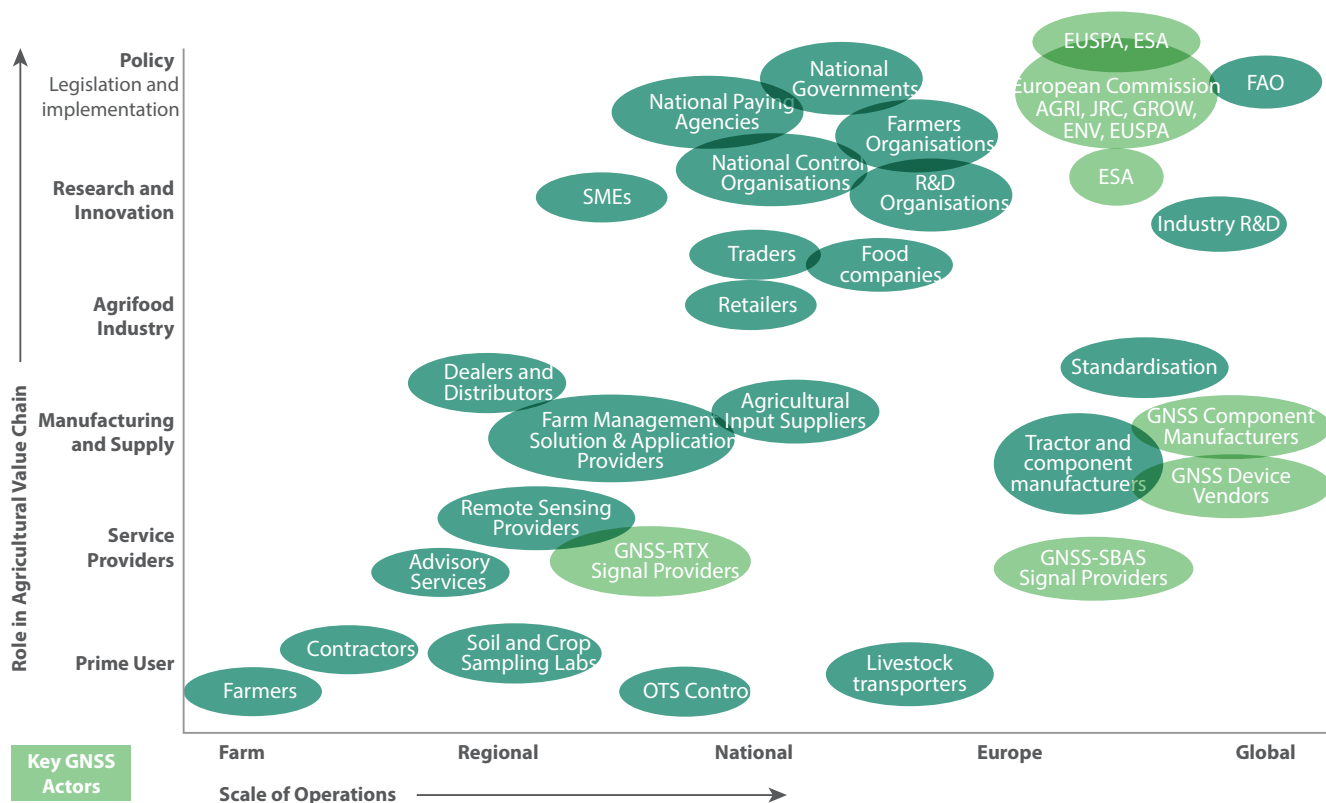 EUSPA, ESA
Policy
Legislation and
implementation
National
Governments
European Commission
AGRI, JRC, GROW,
ENV, EUSPA
FAO
National Paying
Agencies
Farmers
Organisations
National Control
Organisations
Research and
Innovation
SMEs
R&D
Organisations
ESA
Industry R&D
Traders
Food
companies
Agrifood
Industry
Retailers
Dealers and
Distributors
Standardisation
Manufacturing
and Supply
Farm Management
Solution & Application
Providers
Agricultural
Input Suppliers
Tractor and
component
manufacturers
GNSS Component
Manufacturers
GNSS Device
Vendors
Service
Providers
Remote Sensing
Providers
Advisory
Services
GNSS-RTX
Signal Providers
GNSS-SBAS
Signal Providers
Prime User
Contractors
Soil and Crop
Sampling Labs
Livestock
transporters
Farmers
OTS Contro
Role in Agricultural Value Chain
Farm
Regional
National
Europe
Global
Key GNSS
Actors
Scale of Operations